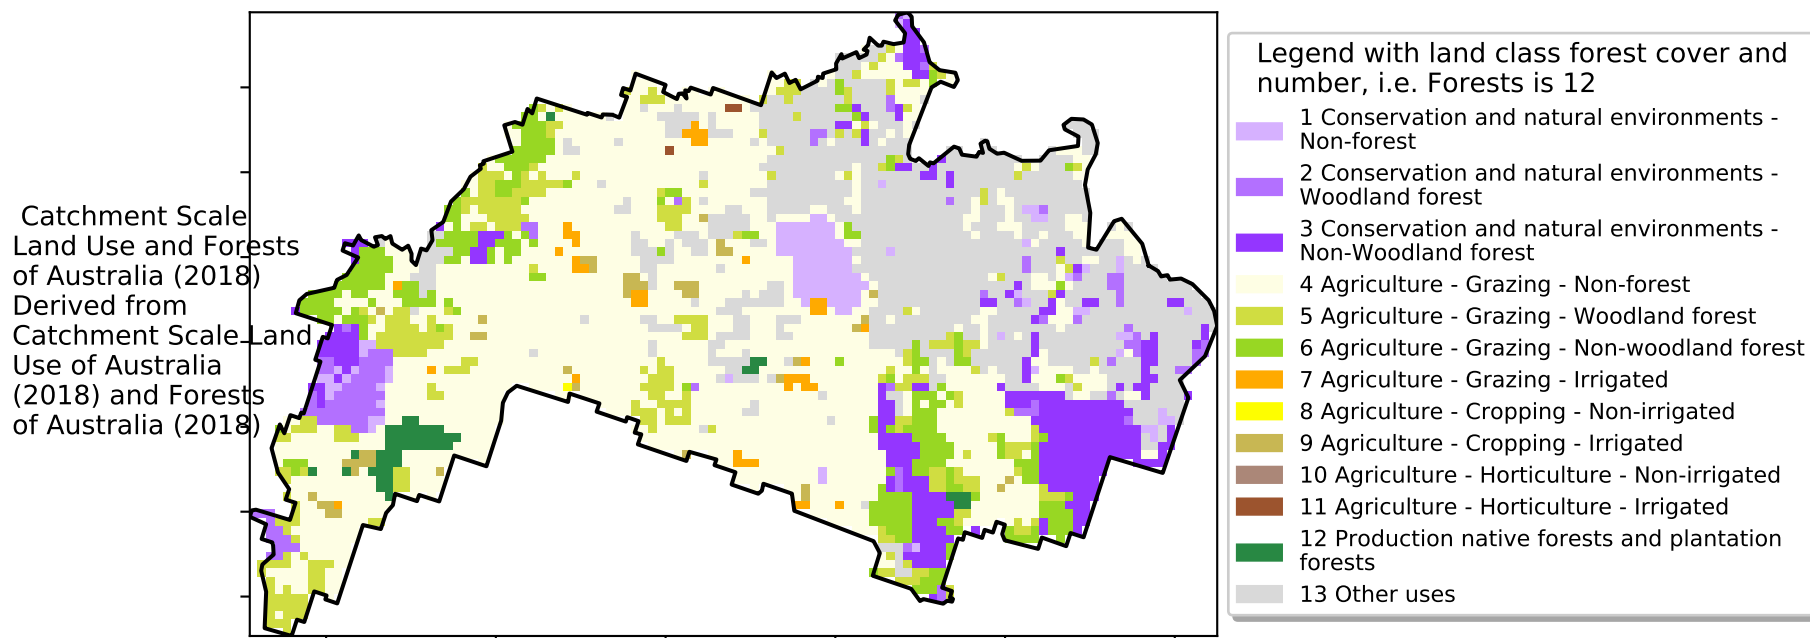 Catchment Scale
Land Use and Forests
of Australia (2018)
Derived from
Catchment Scale Land
Use of Australia
(2018) and Forests
of Australia (2018)
Legend with land class forest cover and
number, i.e. Forests is 12
1 Conservation and natural environments -
Non-forest
2 Conservation and natural environments -
Woodland forest
3 Conservation and natural environments -
Non-Woodland forest
4 Agriculture - Grazing - Non-forest
5 Agriculture - Grazing - Woodland forest
6 Agriculture - Grazing - Non-woodland forest
7 Agriculture - Grazing - Irrigated
8 Agriculture - Cropping - Non-irrigated
9 Agriculture - Cropping - Irrigated
10 Agriculture - Horticulture - Non-irrigated
11 Agriculture - Horticulture - Irrigated
12 Production native forests and plantation
forests
13 Other uses